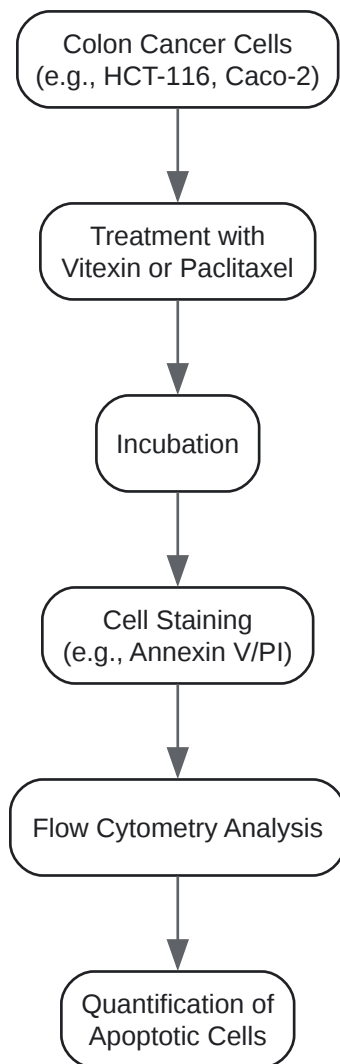 Colon Cancer Cells
(e.g., HCT-116, Caco-2)
Treatment with
Vitexin or Paclitaxel
Incubation
Cell Staining
(e.g., Annexin V/PI)
Flow Cytometry Analysis
Quantification of
Apoptotic Cells